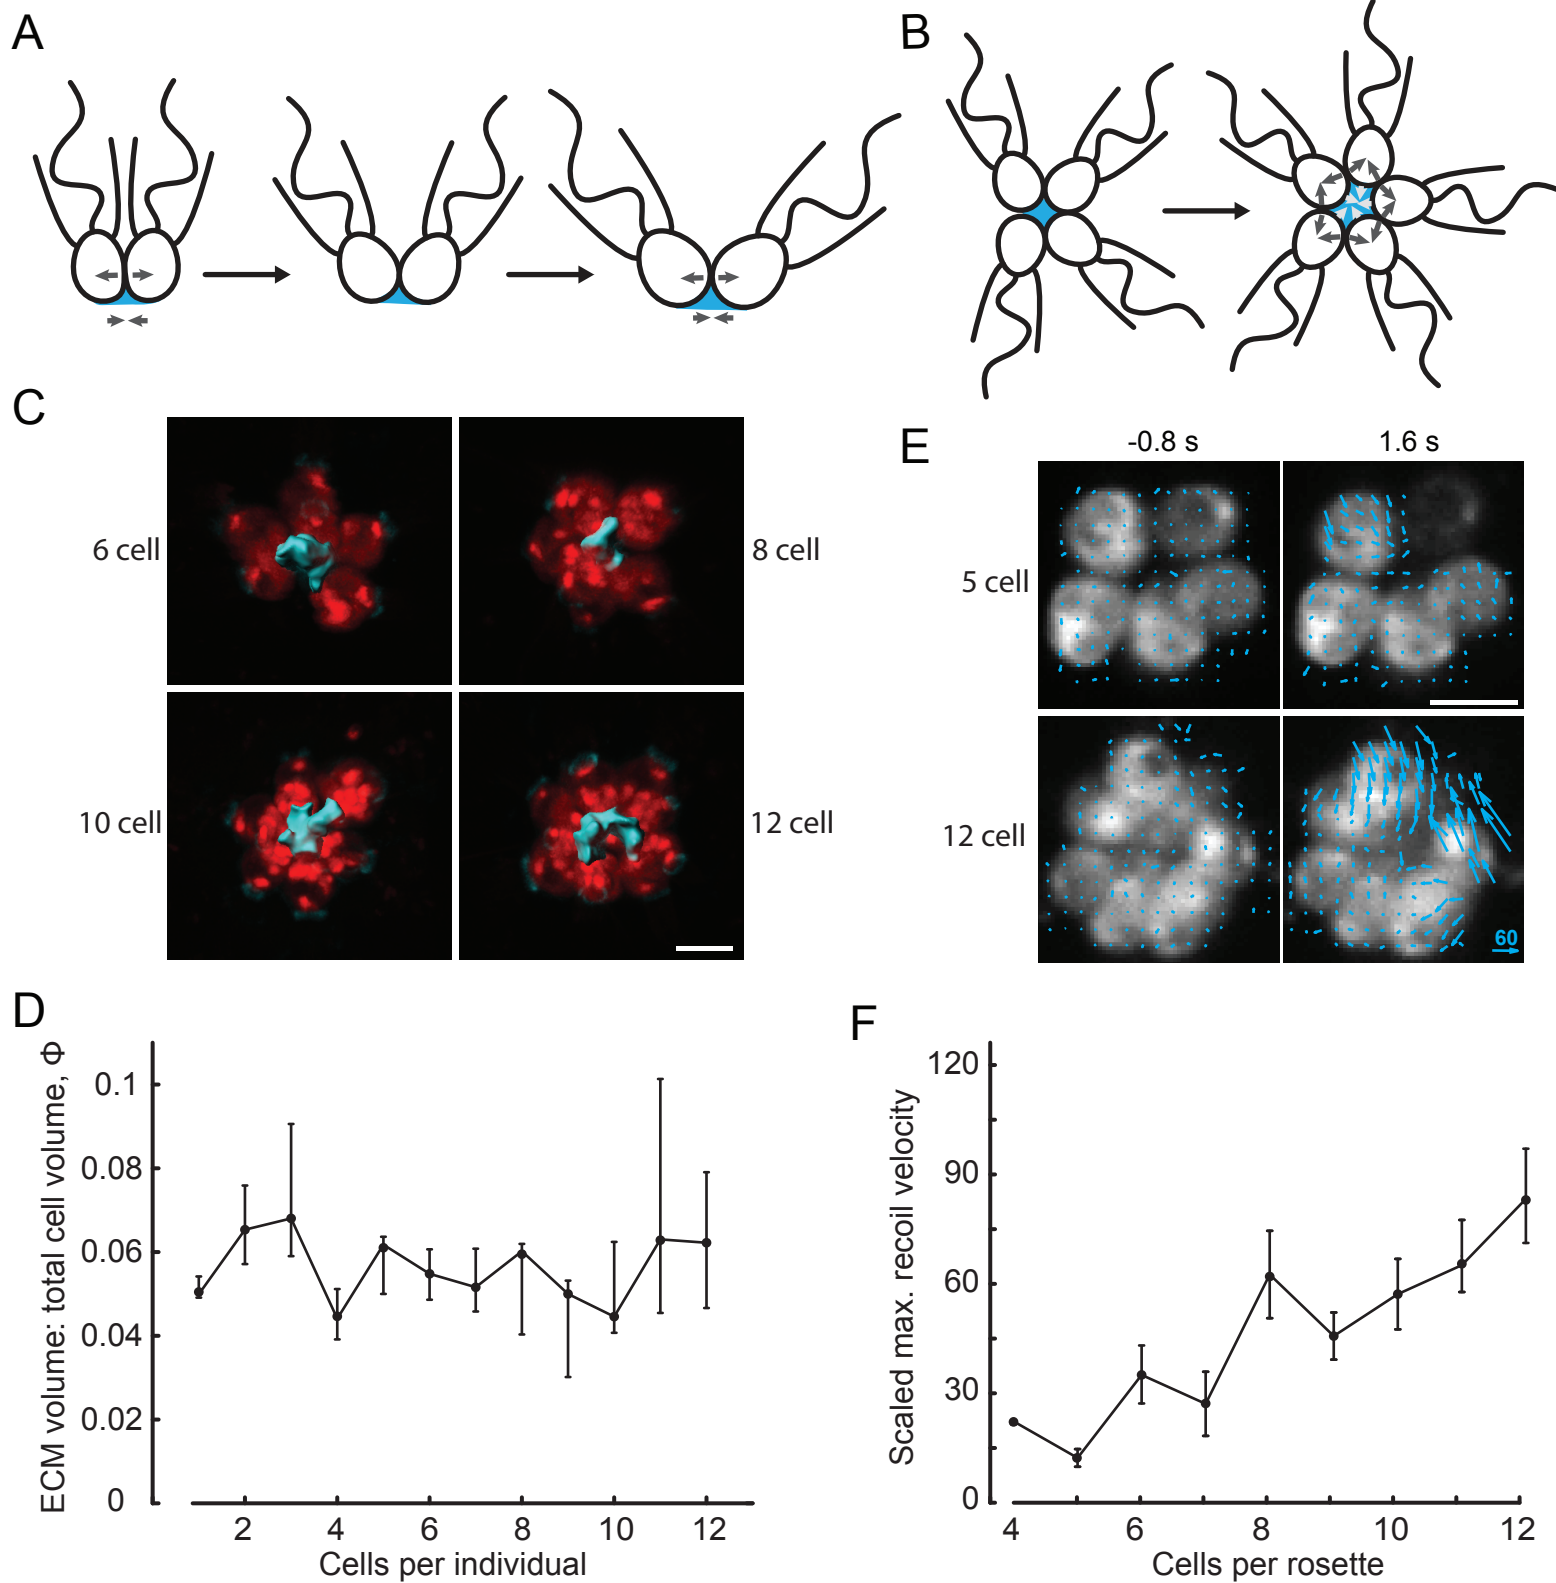 A
B
C
6 cell
8 cell
10 cell
12 cell
E
-0.8 s
1.6 s
5 cell
12 cell
60
D
ECM volume: total cell volume, Φ
0.1
0.08
0.06
0.04
0.02
0
2
4
6
8
10
12
Cells per individual
F
Scaled max. recoil velocity
120
90
60
30
0
4
6
8
10
12
Cells per rosette